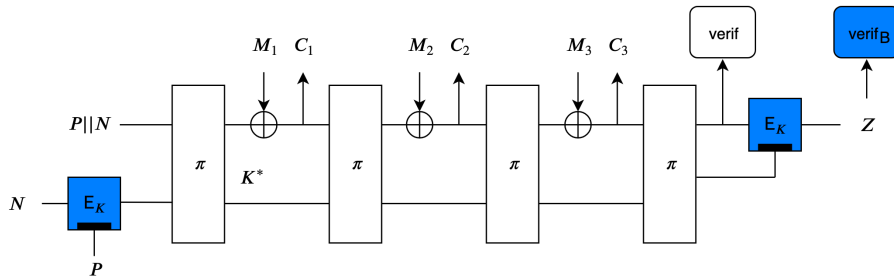 verif
verif_B
M_1
C_1
M_2
C_2
M_3
C_3
P||N
E_K
Z
π
π
π
π
K*
N
E_K
P